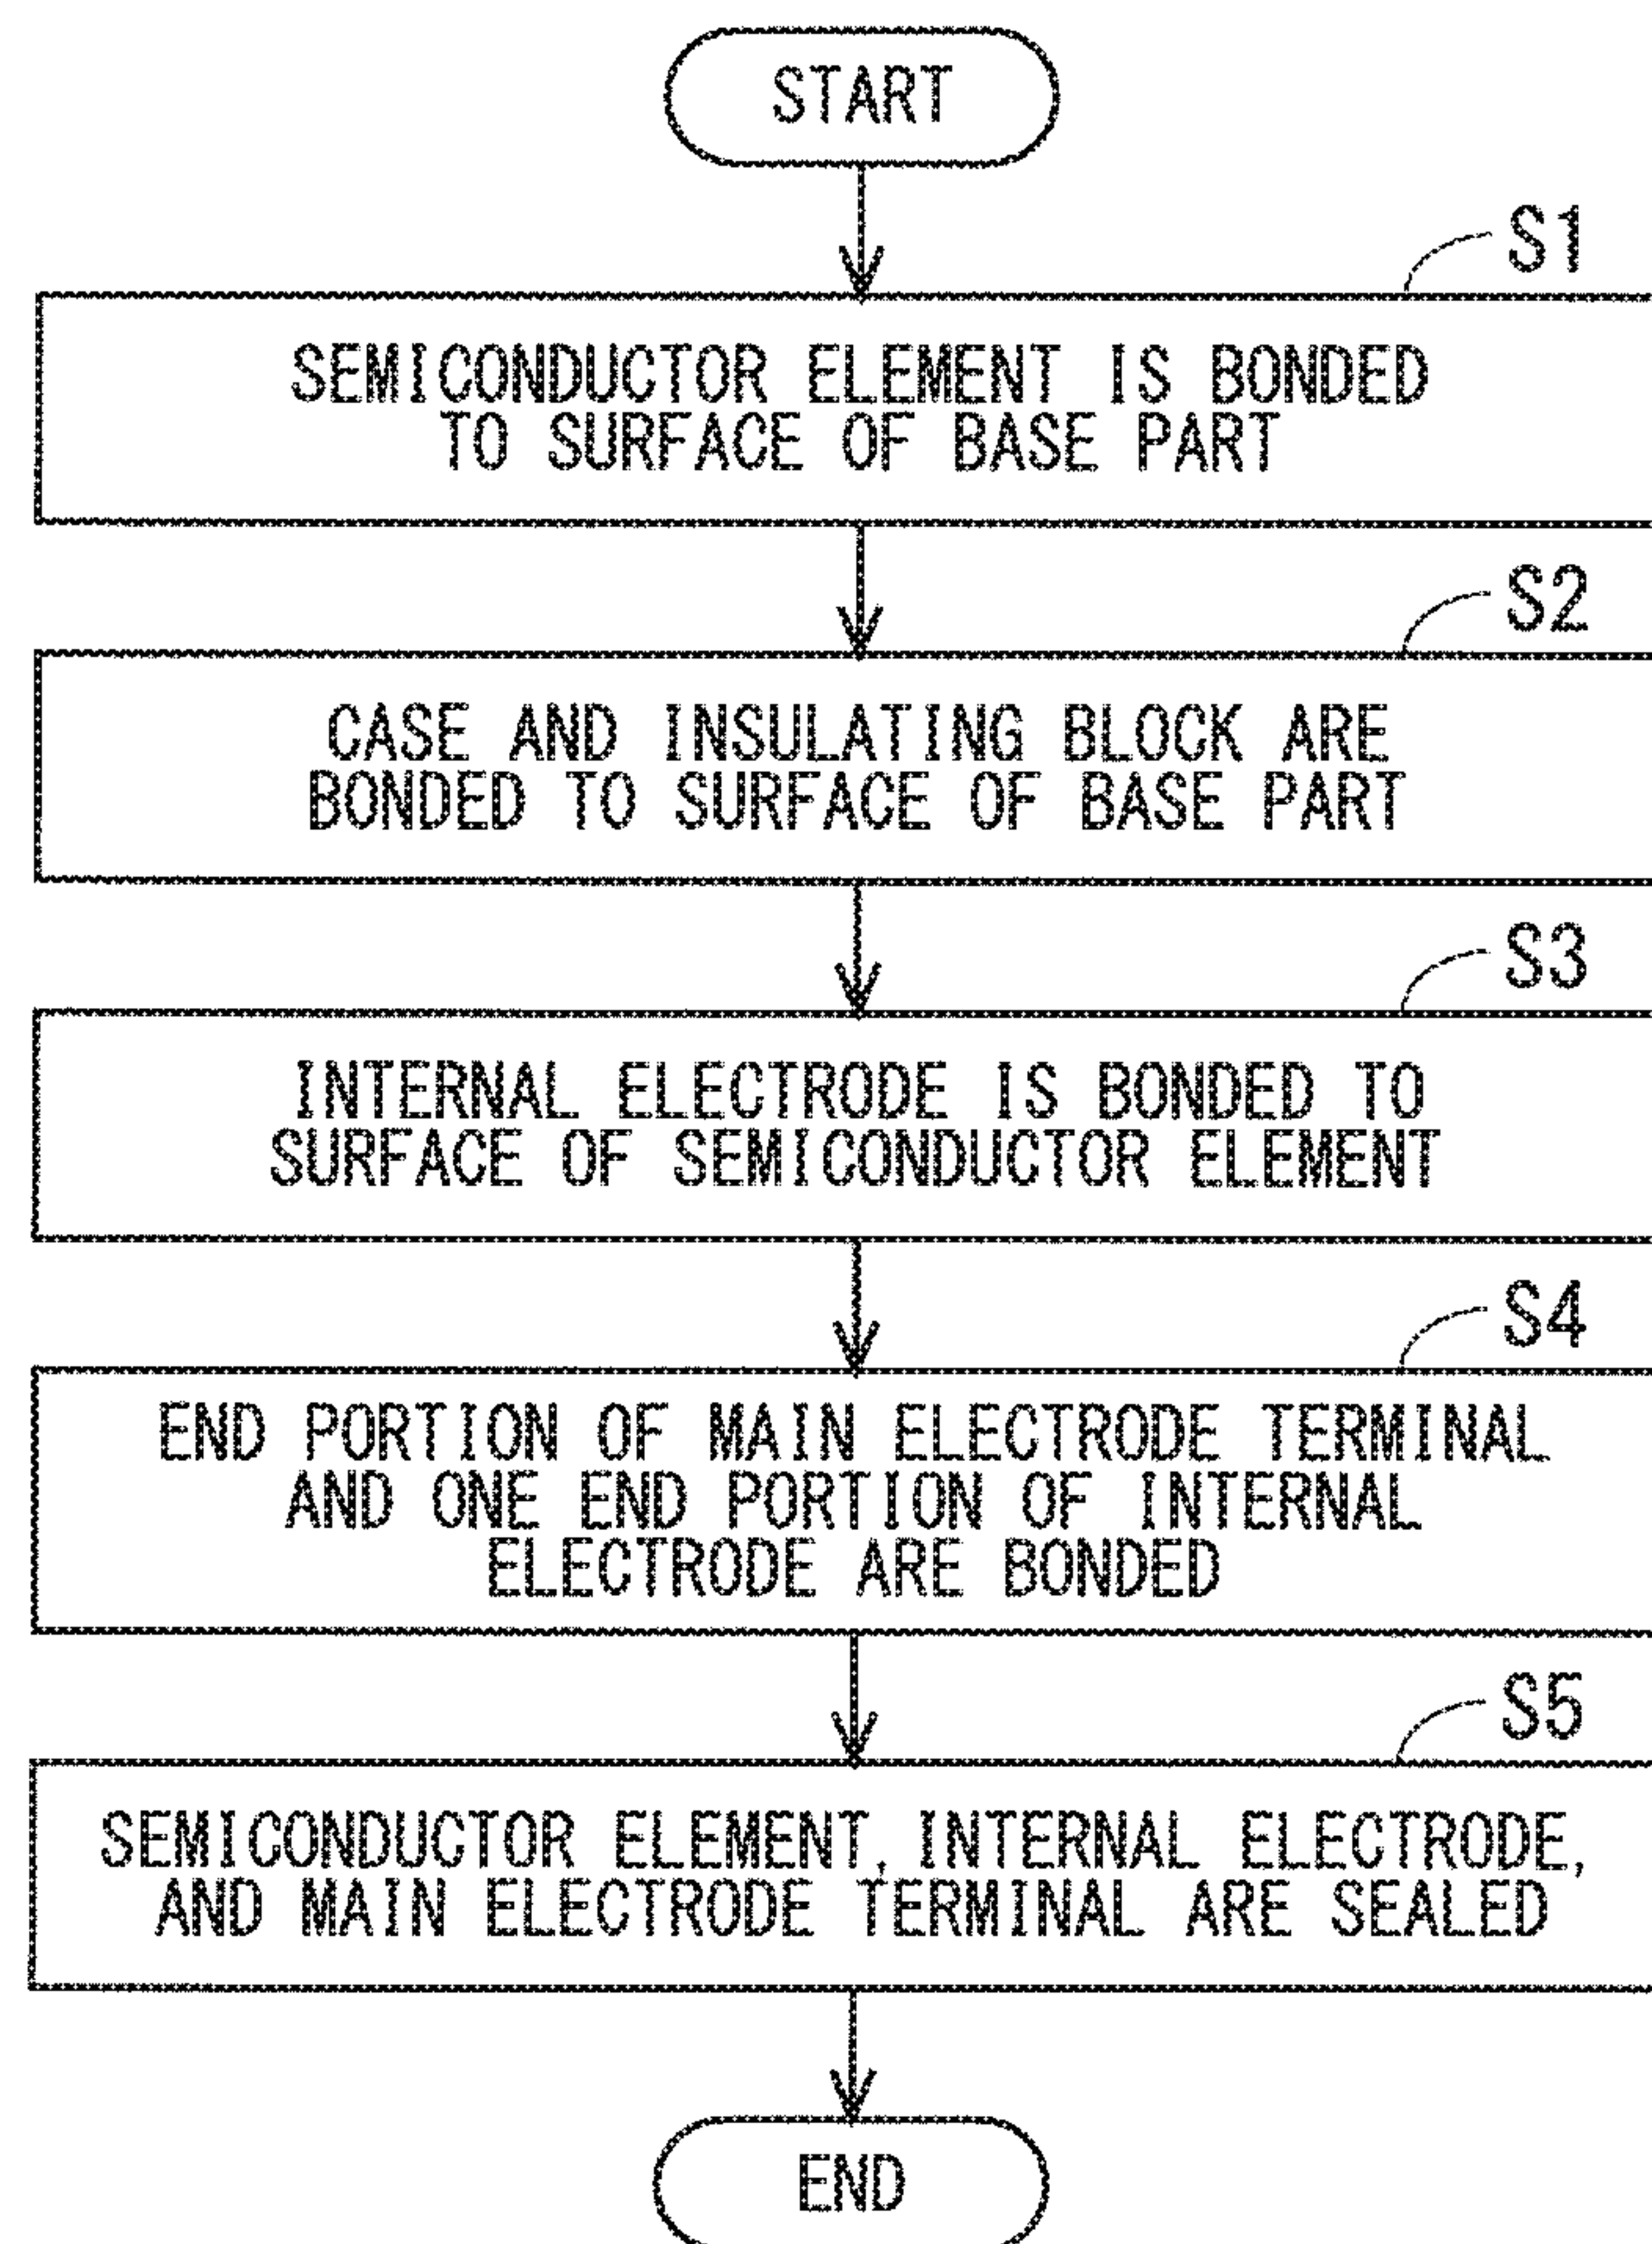 START
S1
SEMICONDUCTOR ELEMENT IS BONDED
TO SURFACE OF BASE PART
S2
CASE AND INSULATING BLOCK ARE
BONDED TO SURFACE OF BASE PART
S3
INTERNAL ELECTRODE IS BONDED TO
SURFACE OF SEMICONDUCTOR ELEMENT
S4
END PORTION OF MAIN ELECTRODE TERMINAL
AND ONE END PORTION OF INTERNAL
ELECTRODE ARE BONDED
S5
SEMICONDUCTOR ELEMENT, INTERNAL ELECTRODE,
AND MAIN ELECTRODE TERMINAL ARE SEALED
END